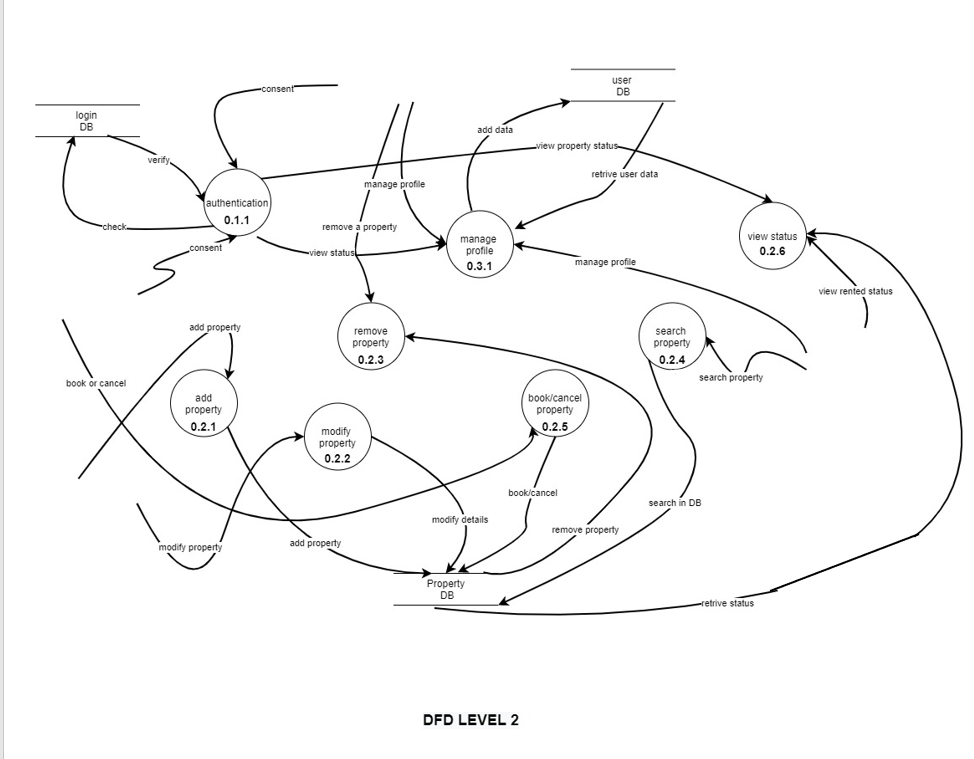 user
DB
consent
login
DB
add data
view property status
verify
retrive user data
manage profile
authentication
0.1.1
check
remove a property
manage
profile
0.3.1
view status
0.2.6
consent
view status
manage profile
view rented status
add property
remove
property
0.2.3
search
property
0.2.4
search property
book or cancel
add
property
0.2.1
book/cancel
property
0.2.5
modify
property
0.2.2
book/cancel
search in DB
modify details
remove property
modify property
add property
Property
DB
retrive status
DFD LEVEL 2